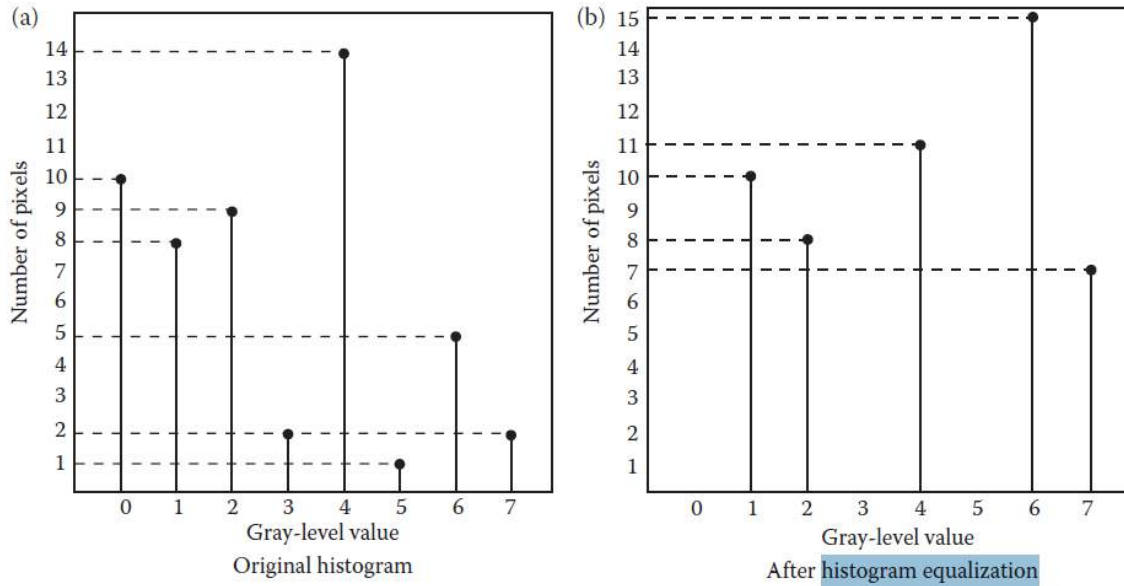 (a)
14
13
12
11
10
9
8
7
6
5
4
3
2
1
Number of pixels
0 1 2 3 4 5 6 7
Gray-level value
Original histogram
(b)
15
14
13
12
11
10
9
8
7
6
5
4
3
2
1
Number of pixels
0 1 2 3 4 5 6 7
Gray-level value
After histogram equalization